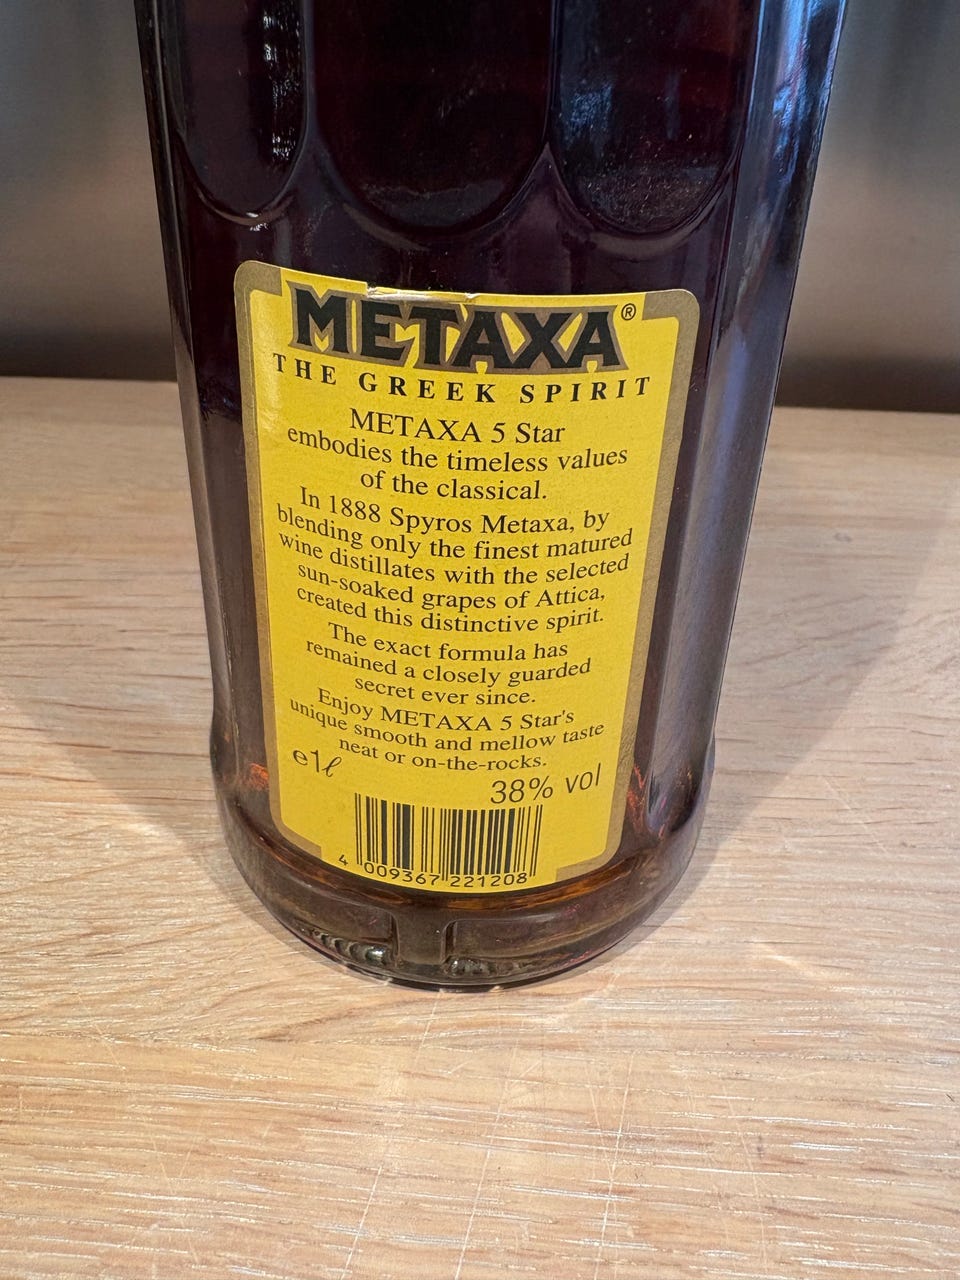 METAXA®
THE GREEK SPIRIT
METAXA 5 Star
embodies the timeless values
of the classical.
In 1888 Spyros Metaxa, by
blending only the finest matured
wine distillates with the selected
sun-soaked grapes of Attica,
created this distinctive spirit.
The exact formula has
remained a closely guarded
secret ever since.
Enjoy METAXA 5 Star's
unique smooth and mellow taste
neat or on-the-rocks.
e1ℓ
38% vol
4 009367 221208